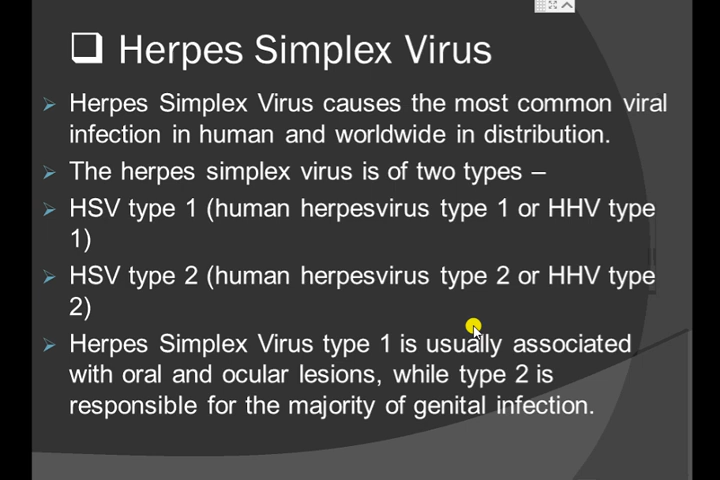 ❑ Herpes Simplex Virus
➢ Herpes Simplex Virus causes the most common viral
infection in human and worldwide in distribution.
➢ The herpes simplex virus is of two types –
➢ HSV type 1 (human herpesvirus type 1 or HHV type
1)
➢ HSV type 2 (human herpesvirus type 2 or HHV type
2)
➢ Herpes Simplex Virus type 1 is usually associated
with oral and ocular lesions, while type 2 is
responsible for the majority of genital infection.